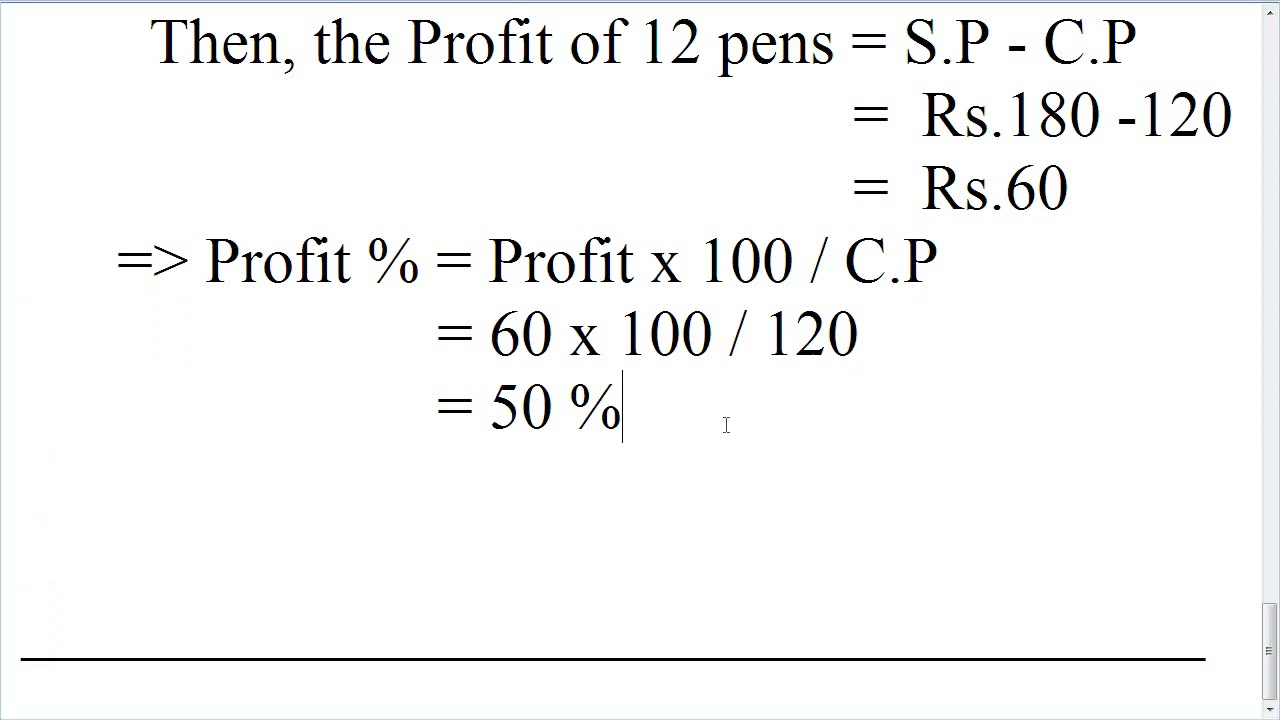 Then, the Profit of 12 pens = S.P - C.P
= Rs.180 -120
= Rs.60
=> Profit % = Profit x 100 / C.P
= 60 x 100 / 120
= 50 %